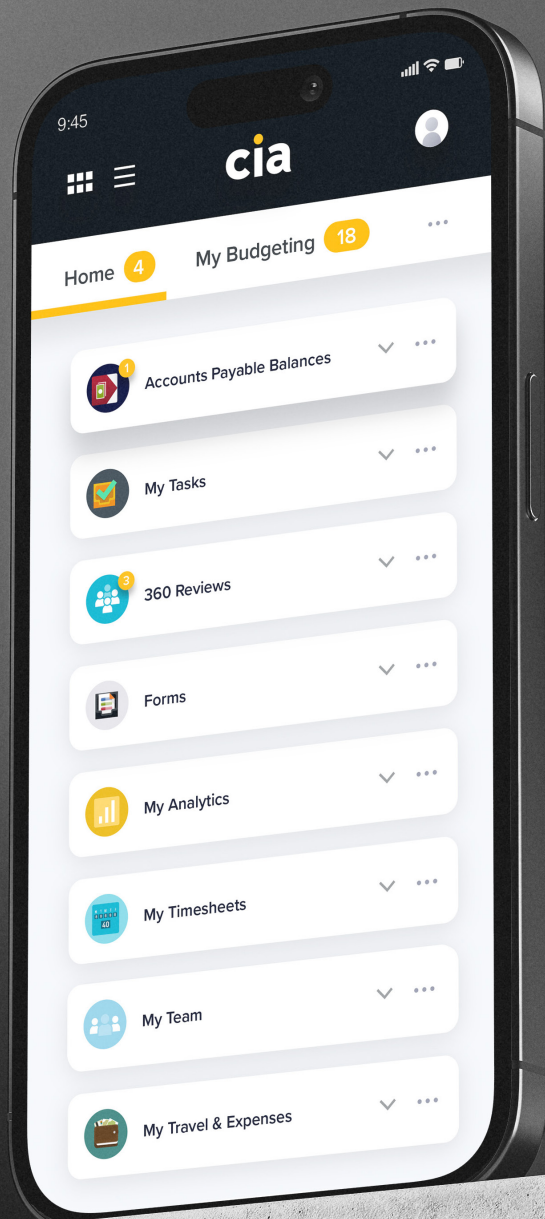 9:45
cia
Home 4
My Budgeting 18
1
Accounts Payable Balances
My Tasks
3
360 Reviews
Forms
My Analytics
40
My Timesheets
My Team
My Travel & Expenses